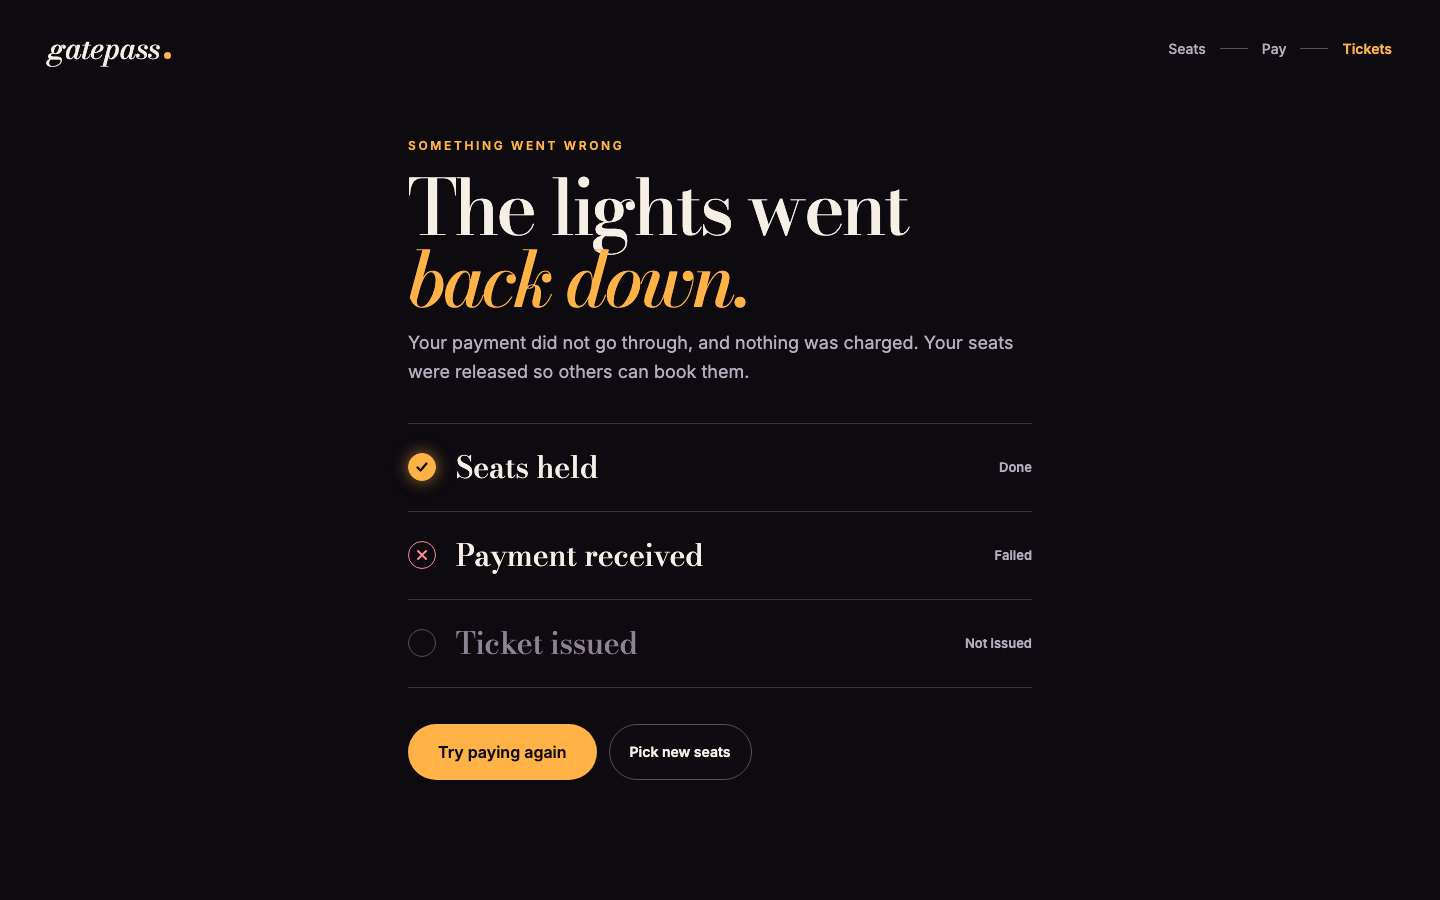 gatepass.
Seats
Pay
Tickets
SOMETHING WENT WRONG
The lights went
back down.
Your payment did not go through, and nothing was charged. Your seats
were released so others can book them.
Seats held
Done
Payment received
Failed
Ticket issued
Not issued
Try paying again
Pick new seats